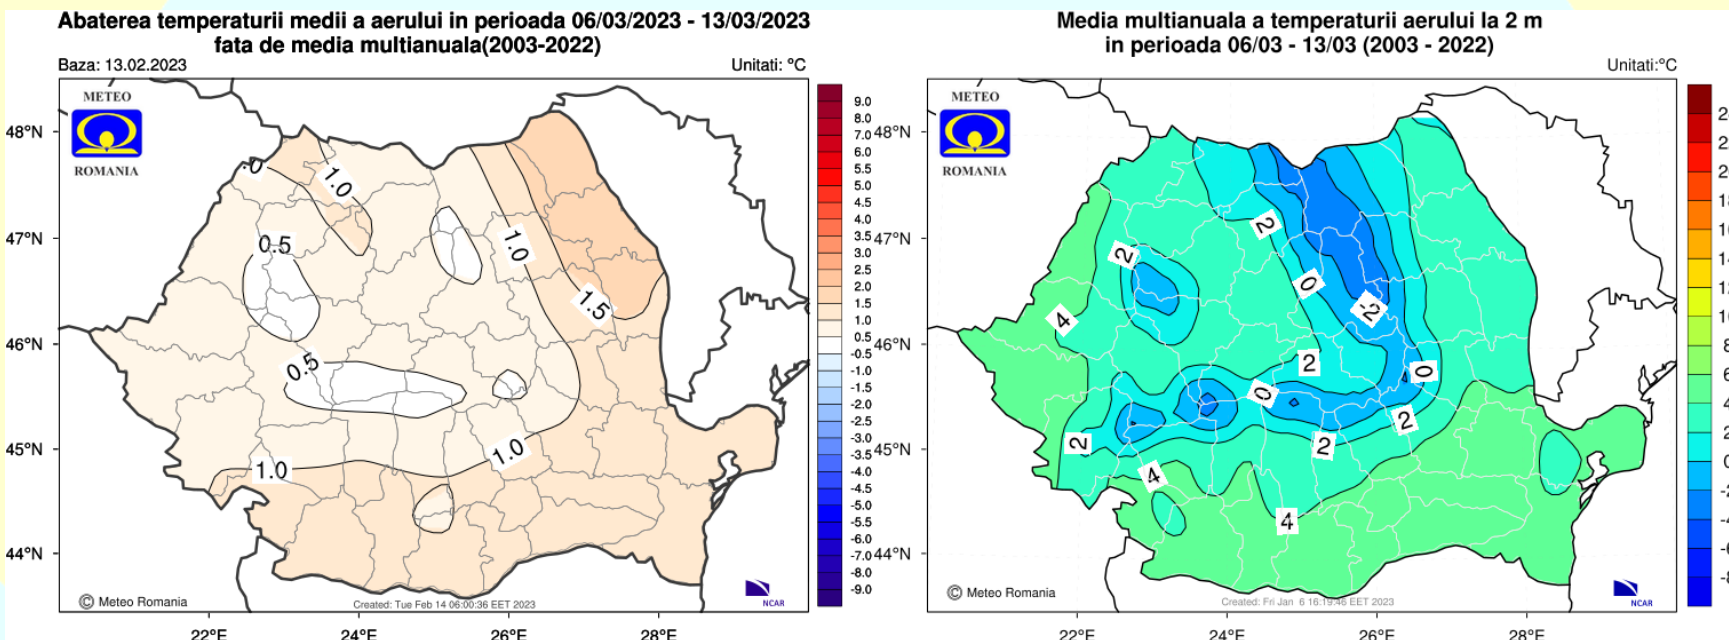 Abaterea temperaturii medii a aerului in perioada 06/03/2023 - 13/03/2023
fata de media multianuala(2003-2022)
Baza: 13.02.2023
Unitati: °C
METEO
ROMANIA
48°N
47°N
46°N
45°N
44°N
22°E
24°E
26°E
28°E
.0
1.0
0.5
1.0
1.5
0.5
1.0
1.0
9.0
8.0
7.0
6.0
5.5
5.0
4.5
4.0
3.5
3.0
2.5
2.0
1.5
1.0
0.5
-0.5
-1.0
-1.5
-2.0
-2.5
-3.0
-3.5
-4.0
-4.5
-5.0
-5.5
-6.0
-7.0
-8.0
-9.0
© Meteo Romania
Created: Tue Feb 14 06:00:36 EET 2023
NCAR
Media multianuala a temperaturii aerului la 2 m
in perioada 06/03 - 13/03 (2003 - 2022)
Unitati:°C
METEO
ROMANIA
48°N
47°N
46°N
45°N
44°N
22°E
24°E
26°E
28°E
2
2
0
-2
4
2
0
0
2
2
2
4
4
8
6
4
2
0
-2
© Meteo Romania
Created: Fri Jan 6 16:19:46 EET 2023
NCAR